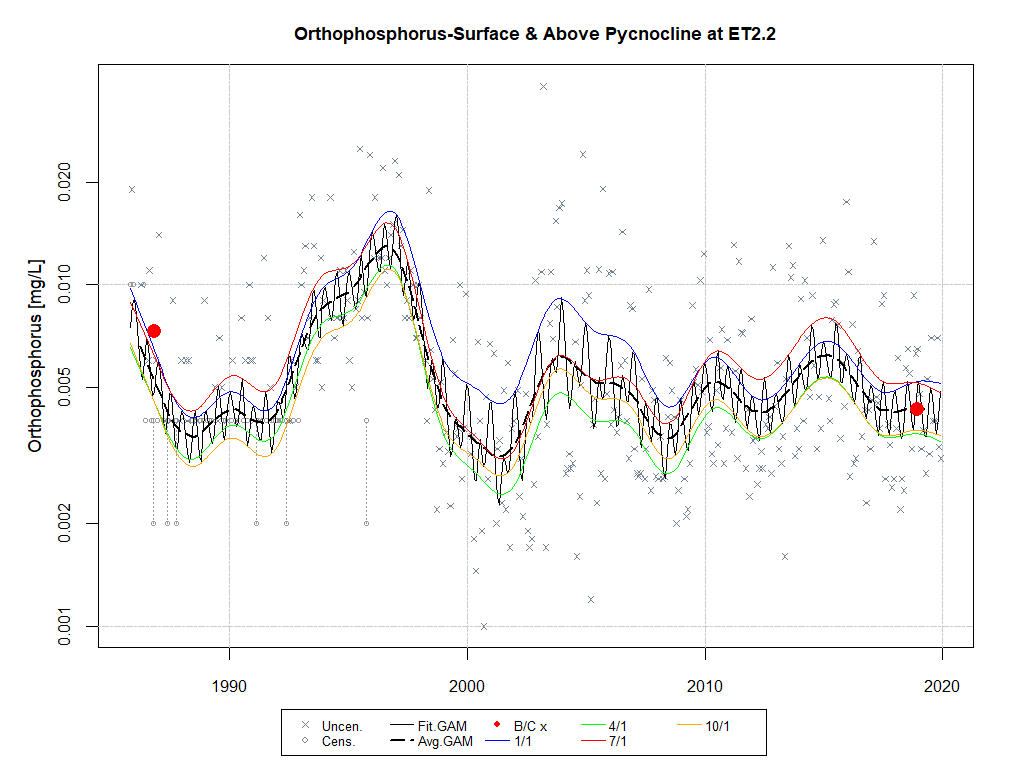 Orthophosphorus-Surface & Above Pycnocline at ET2.2
Orthophosphorus [mg/L]
0.020
0.010
0.005
0.002
0.001
1990 2000 2010 2020
Uncen. Fit.GAM B/C x 4/1 10/1
Cens. Avg.GAM 1/1 7/1